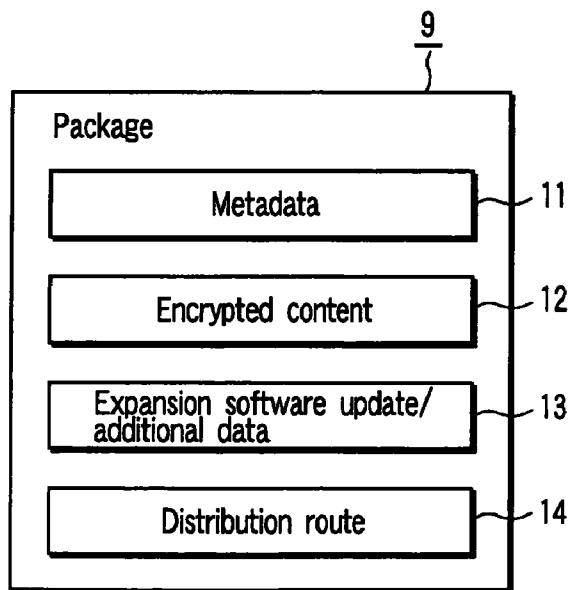 9
Package
Metadata
11
Encrypted content
12
Expansion software update/
additional data
13
Distribution route
14